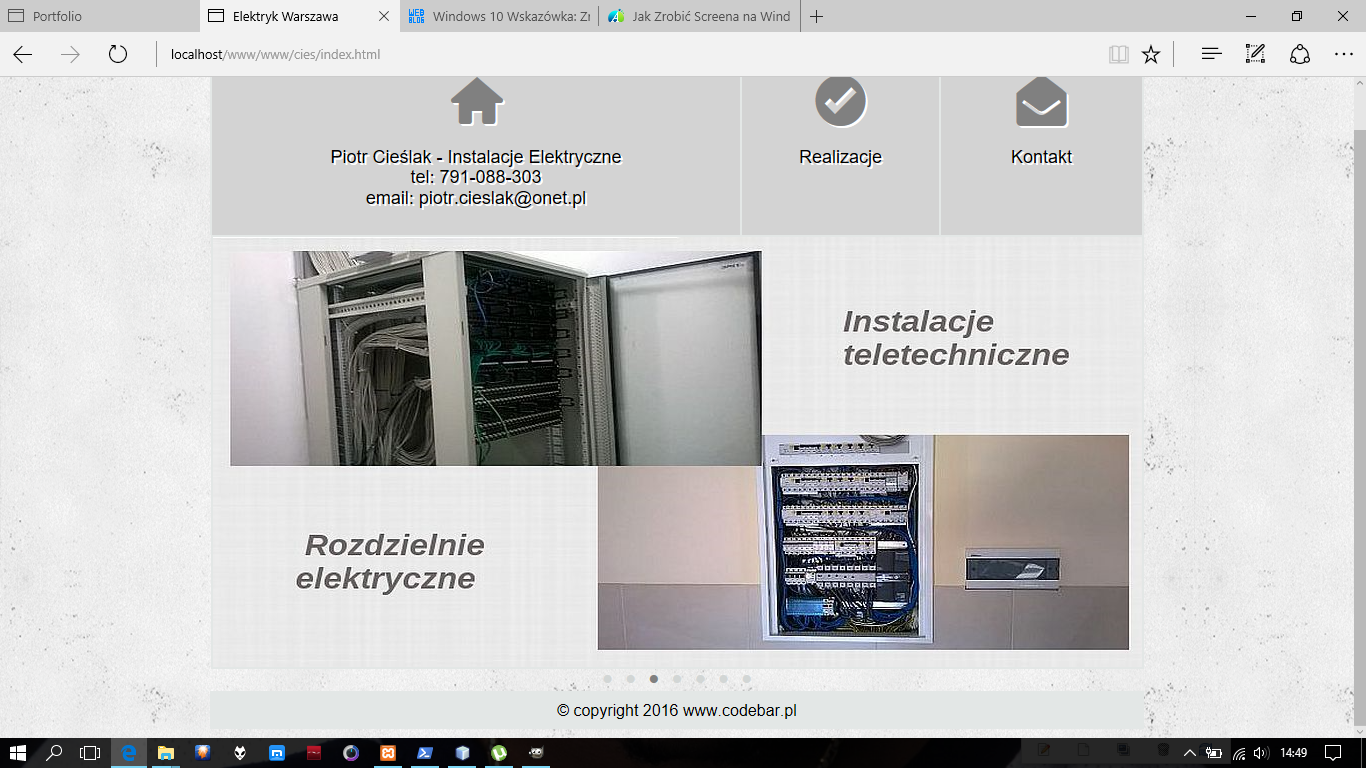 Portfolio
Elektryk Warszawa
Windows 10 Wskazówka: Zr
Jak Zrobić Screena na Wind
localhost/www/www/cies/index.html
Piotr Cieślak - Instalacje Elektryczne
tel: 791-088-303
email: piotr.cieslak@onet.pl
Realizacje
Kontakt
Instalacje
teletechniczne
Rozdzielnie
elektryczne
© copyright 2016 www.codebar.pl
14:49